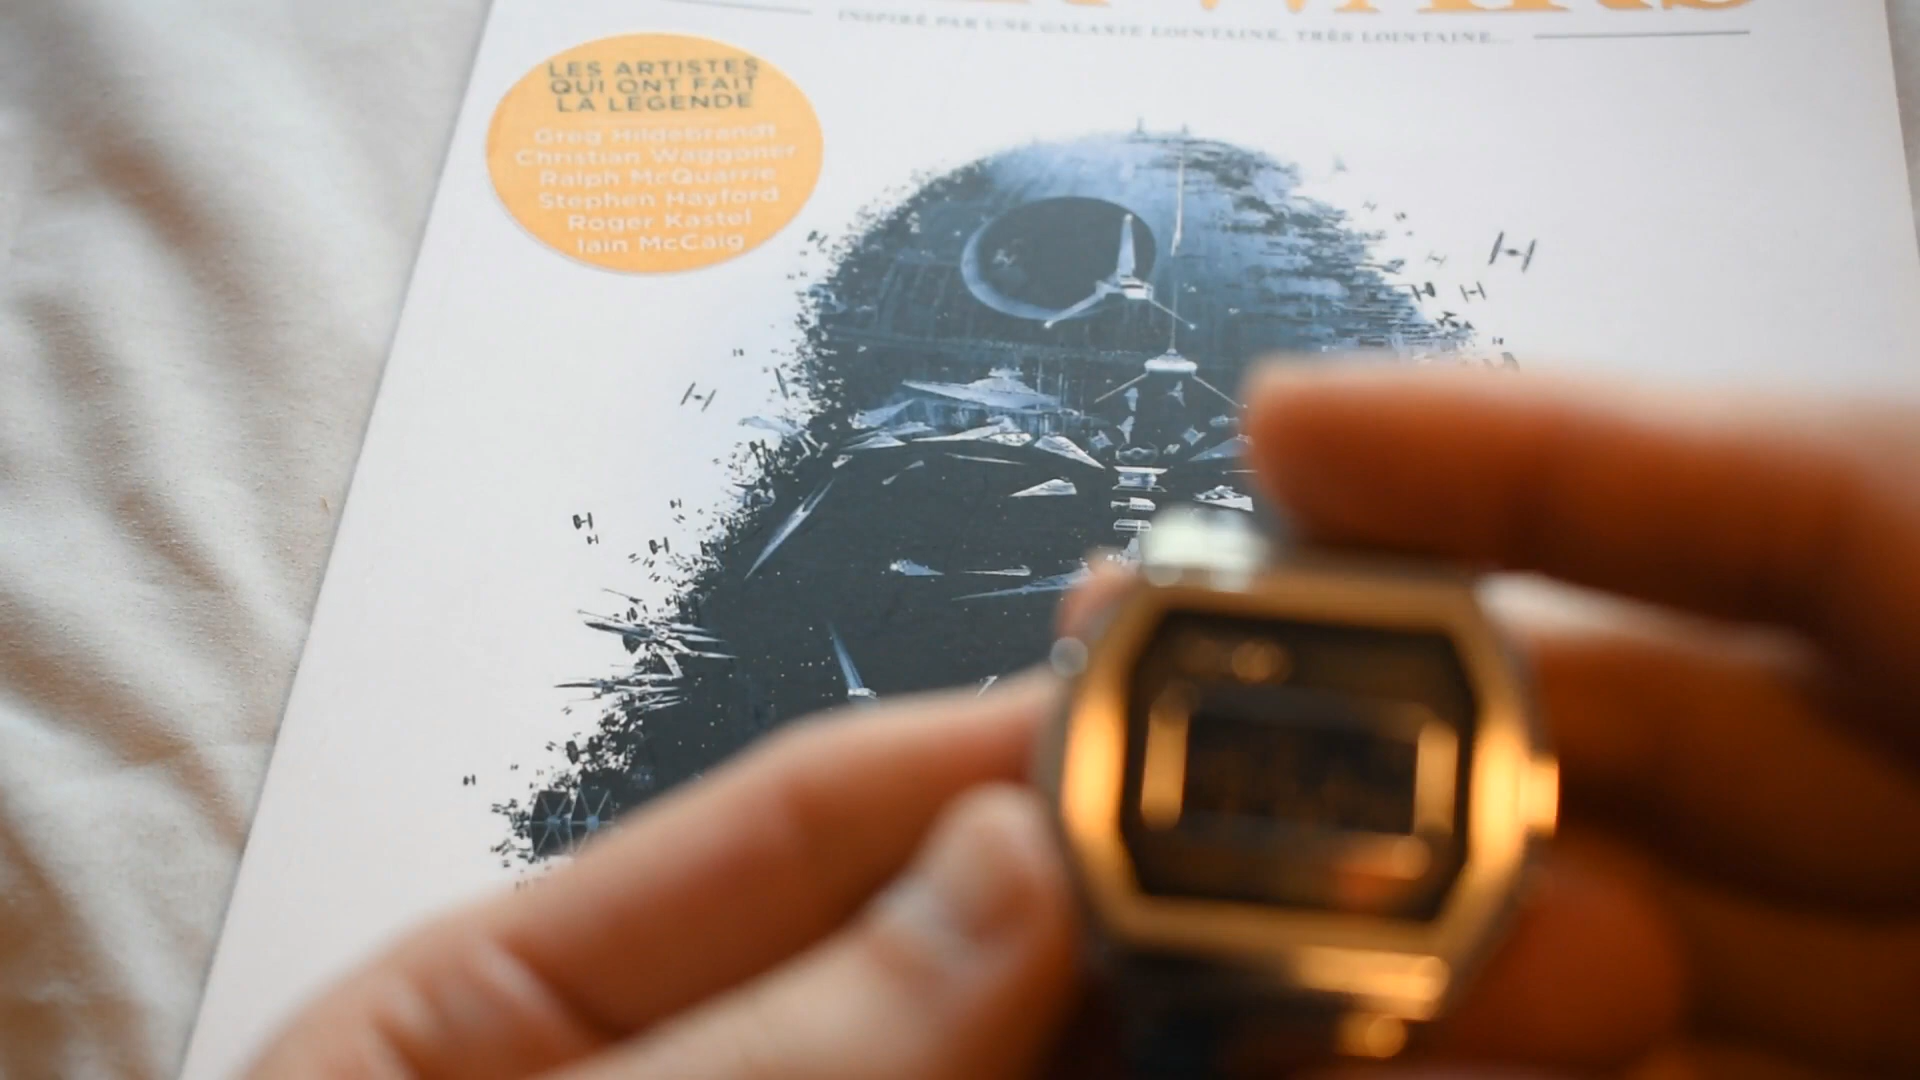 WARS
INSPIRÉ PAR UNE GALAXIE LOINTAINE, TRÈS LOINTAINE...
LES ARTISTES
QUI ONT FAIT
LA LÉGENDE
Greg Hildebrandt
Christian Waggoner
Ralph McQuarrie
Stephen Hayford
Roger Kastel
Iain McCaig